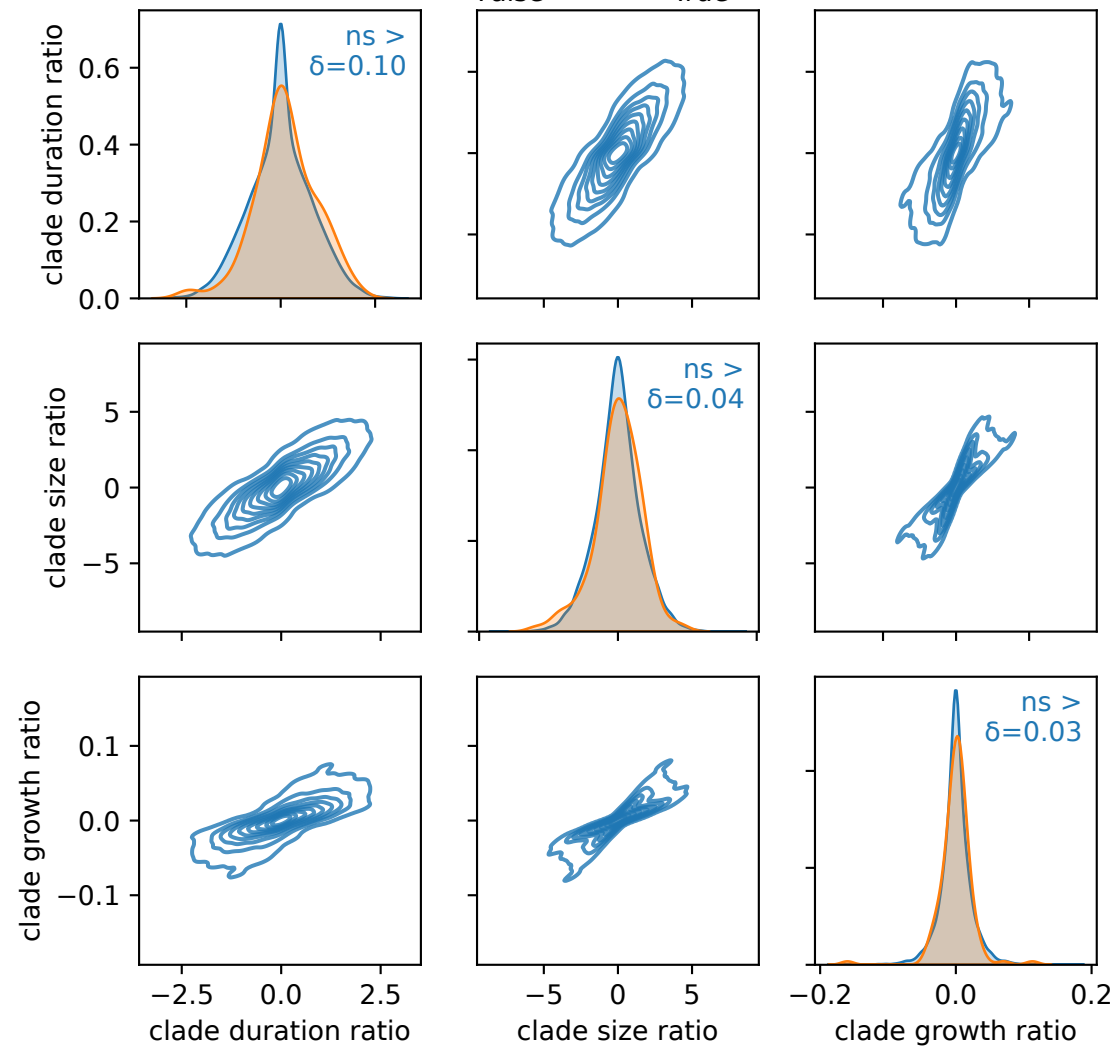 clade duration ratio
0.6
0.4
0.2
0.0
ns >
δ=0.10
clade size ratio
5
0
−5
ns >
δ=0.04
clade growth ratio
0.1
0.0
−0.1
ns >
δ=0.03
−2.5 0.0 2.5
−5 0 5
−0.2 0.0 0.2
clade duration ratio
clade size ratio
clade growth ratio